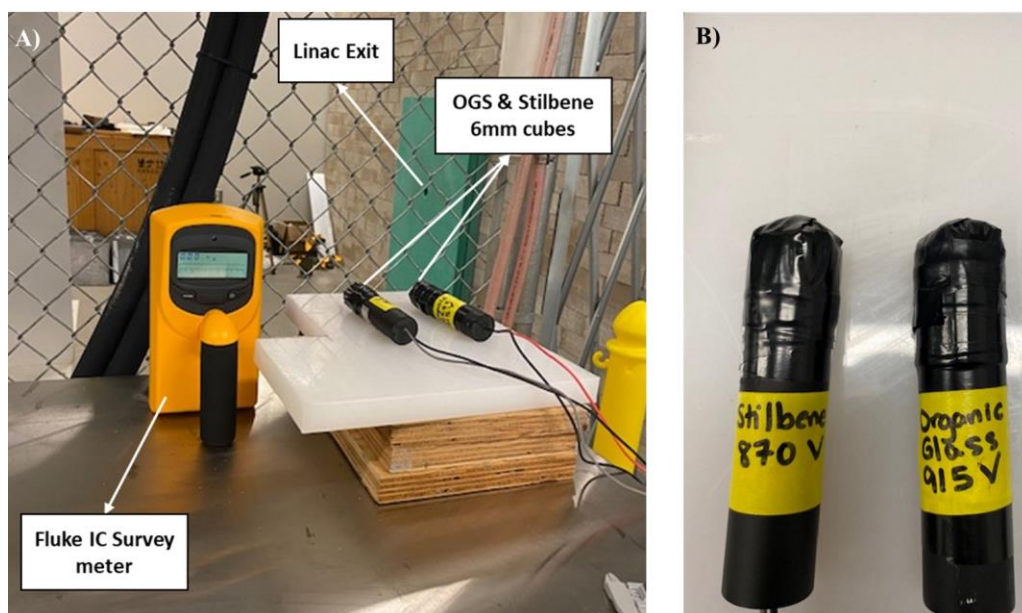 A)
Linac Exit
OGS & Stilbene
6mm cubes
Fluke IC Survey
meter
B)
Stilbene
870 V
Organic
Glass
915 V